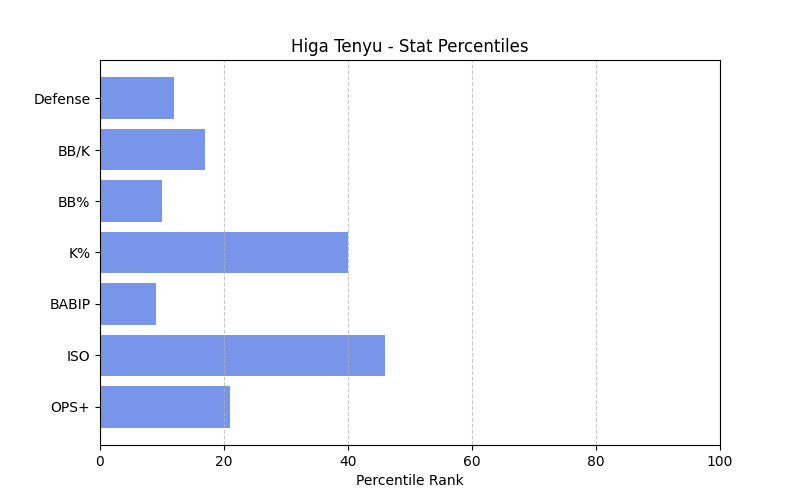 Higa Tenyu - Stat Percentiles
Defense
BB/K
BB%
K%
BABIP
ISO
OPS+
0 20 40 60 80 100
Percentile Rank